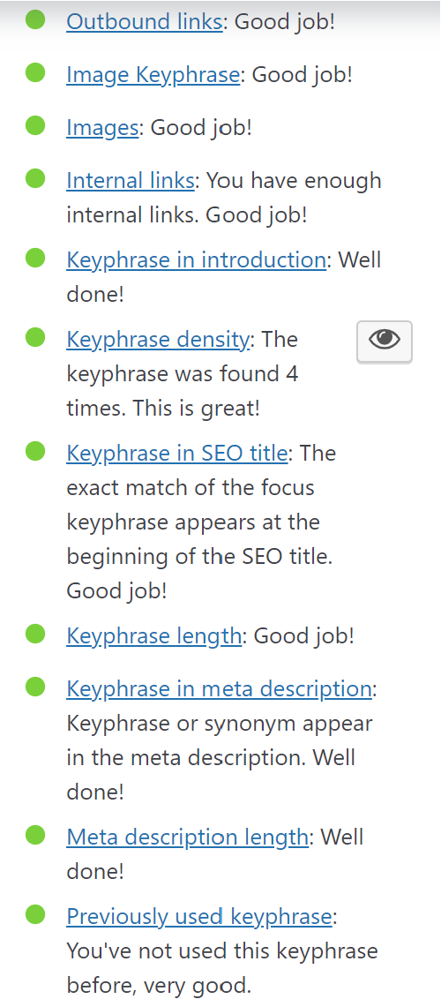 Outbound links: Good job!
Image Keyphrase: Good job!
Images: Good job!
Internal links: You have enough
internal links. Good job!
Keyphrase in introduction: Well
done!
Keyphrase density: The
keyphrase was found 4
times. This is great!
Keyphrase in SEO title: The
exact match of the focus
keyphrase appears at the
beginning of the SEO title.
Good job!
Keyphrase length: Good job!
Keyphrase in meta description:
Keyphrase or synonym appear
in the meta description. Well
done!
Meta description length: Well
done!
Previously used keyphrase:
You've not used this keyphrase
before, very good.